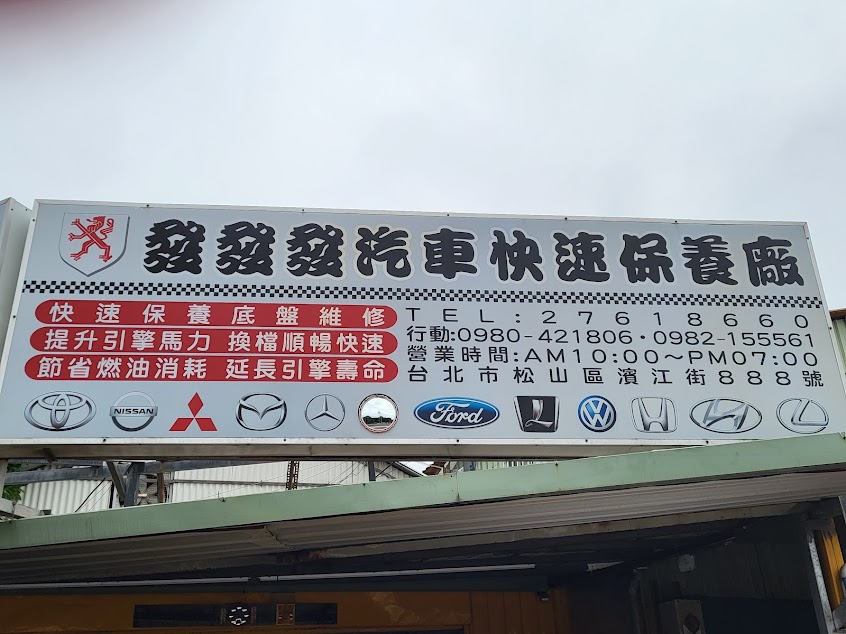 發發發汽車快速保養廠
快速保養底盤維修
提升引擎馬力 換檔順暢快速
節省燃油消耗 延長引擎壽命
TEL:27618660
行動:0980-421806·0982-155561
營業時間:AM10:00～PM07:00
台北市松山區濱江街888號
NISSAN
Ford